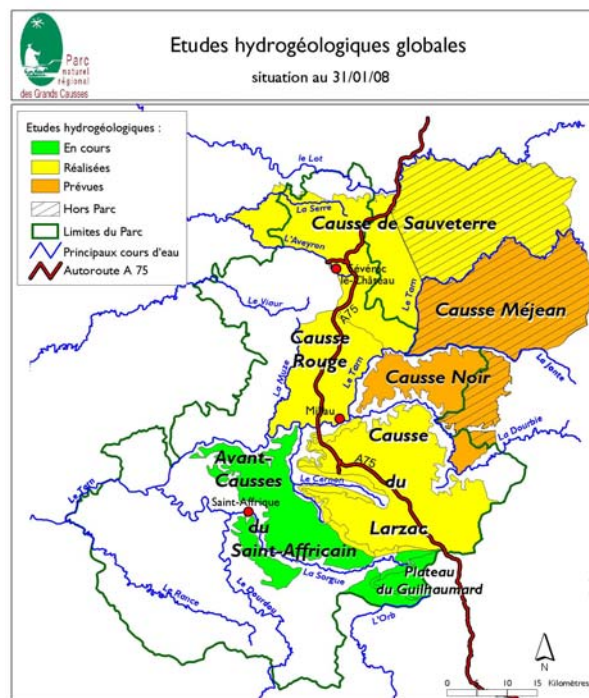 Parc
naturel
régional
des Grands Causses
Etudes hydrogéologiques globales
situation au 31/01/08
Etudes hydrogéologiques :
En cours
Réalisées
Prévues
Hors Parc
Limites du Parc
Principaux cours d'eau
Autoroute A 75
le Lot
La Serre
Causse de Sauveterre
L'Aveyron
Sévérac
le-Château
Le Tarn
Causse Méjean
Le Viaur
A75
Causse
Rouge
Le Tarn
La Jonte
Causse Noir
La Muze
Millau
La Dourbie
Causse
du
Larzac
Avant-
Causses
du
Saint-Affricain
A75
Le Cernon
Le Tarn
Saint-Affrique
La Sorgue
Plateau
du Guilhaumard
Le Rance
Le Dourdou
L'Orb
N
0 5 10 15 Kilomètres